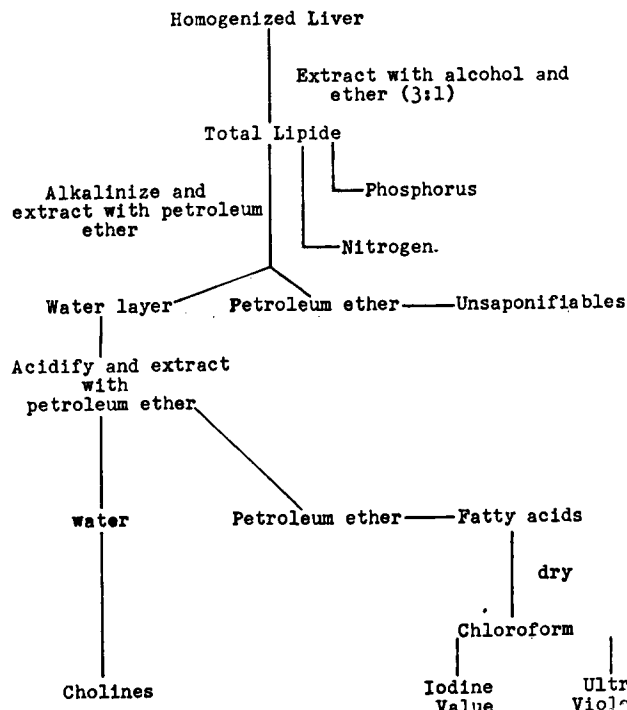 Homogenized Liver
Extract with alcohol and
ether (3:1)
Total Lipide
Phosphorus
Alkalinize and
extract with petroleum
ether
Nitrogen.
Water layer
Petroleum ether
Unsaponifiables
Acidify and extract
with
petroleum ether
water
Petroleum ether
Fatty acids
dry
Chloroform
Cholines
Iodine
Value
Ultr
Viol